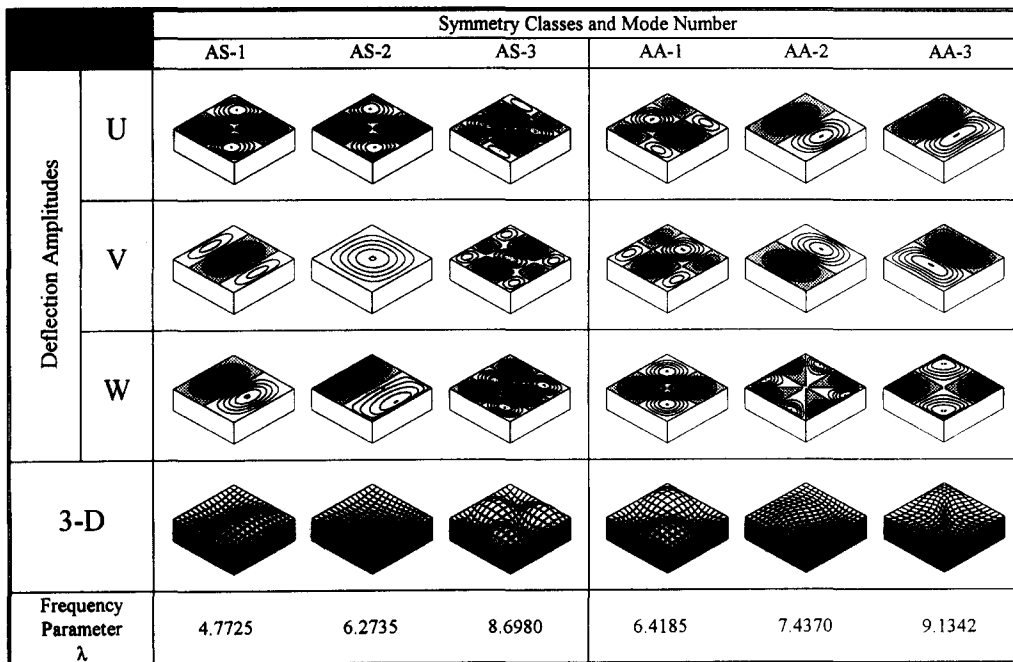 Symmetry Classes and Mode Number
AS-1 AS-2 AS-3 AA-1 AA-2 AA-3
Deflection Amplitudes
U
V
W
3-D
Frequency
Parameter
λ
4.7725 6.2735 8.6980 6.4185 7.4370 9.1342